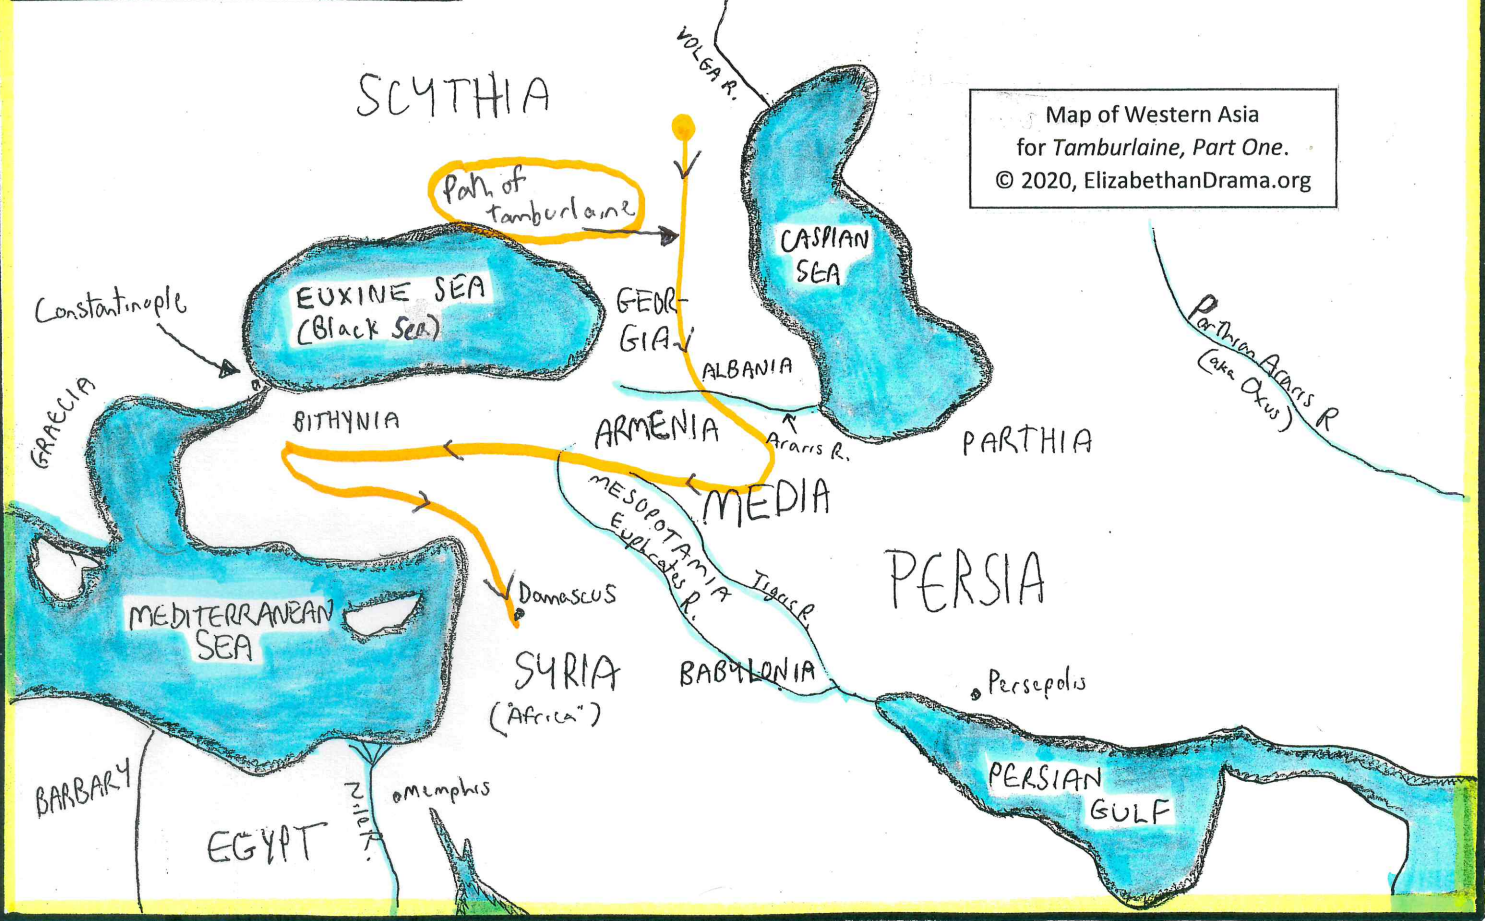 VOLGA R.
SCYTHIA
Map of Western Asia
for Tamburlaine, Part One.
© 2020, ElizabethanDrama.org
Path of
Tamburlaine
CASPIAN
SEA
EUXINE SEA
(Black Sea)
GEOR-
GIA
Constantinople
Parthian Araris R
(aka Oxus)
ALBANIA
GRAECIA
BITHYNIA
ARMENIA
Araris R.
PARTHIA
MEDIA
MESOPOTAMIA
Euphrates R.
Tigris R.
PERSIA
Damascus
MEDITERRANEAN
SEA
SYRIA
("Africa")
BABYLONIA
Persepolis
BARBARY
Nile R.
Memphis
EGYPT
PERSIAN
GULF